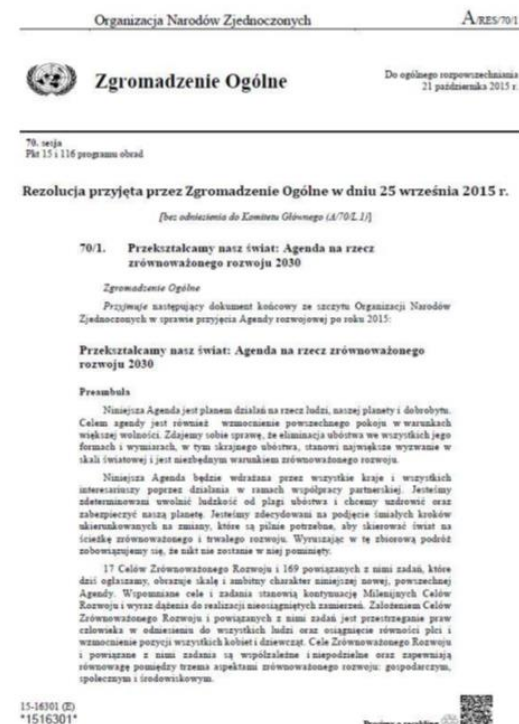 Organizacja Narodów Zjednoczonych A/RES/70/1
Zgromadzenie Ogólne
Do ogólnego rozpowszechniania
21 października 2015 r.
70. sesja
Pkt 15 i 116 programu obrad
Rezolucja przyjęta przez Zgromadzenie Ogólne w dniu 25 września 2015 r.
[bez odniesienia do Komitetu Głównego (A/70/L.1)]
70/1. Przekształcamy nasz świat: Agenda na rzecz
zrównoważonego rozwoju 2030
Zgromadzenie Ogólne
Przyjmuje następujący dokument końcowy ze szczytu Organizacji Narodów
Zjednoczonych w sprawie przyjęcia Agendy rozwojowej po roku 2015:
Przekształcamy nasz świat: Agenda na rzecz zrównoważonego
rozwoju 2030
Preambuła
Niniejsza Agenda jest planem działań na rzecz ludzi, naszej planety i dobrobytu.
Celem agendy jest również wzmocnienie powszechnego pokoju w warunkach
większej wolności. Zdajemy sobie sprawę, że eliminacja ubóstwa we wszystkich jego
formach i wymiarach, w tym skrajnego ubóstwa, stanowi największe wyzwanie w
skali światowej i jest niezbędnym warunkiem zrównoważonego rozwoju.
Niniejsza Agenda będzie wdrażana przez wszystkie kraje i wszystkich
interesariuszy poprzez działania w ramach współpracy partnerskiej. Jesteśmy
zdeterminowani uwolnić ludzkość od plagi ubóstwa i chcemy uzdrowić oraz
zabezpieczyć naszą planetę. Jesteśmy zdecydowani na podjęcie śmiałych kroków
ukierunkowanych na zmiany, które są pilnie potrzebne, aby skierować świat na
ścieżkę zrównoważonego i trwałego rozwoju. Wyruszając w tę zbiorową podróż
zobowiązujemy się, że nikt nie zostanie w niej pominięty.
17 Celów Zrównoważonego Rozwoju i 169 powiązanych z nimi zadań, które
dziś ogłaszamy, obrazuje skalę i ambitny charakter niniejszej nowej, powszechnej
Agendy. Wspomniane cele i zadania stanowią kontynuację Milenijnych Celów
Rozwoju i wyraz dążenia do realizacji nieosiągniętych zamierzeń. Założeniem Celów
Zrównoważonego Rozwoju i powiązanych z nimi zadań jest przestrzeganie praw
człowieka w odniesieniu do wszystkich ludzi oraz osiągnięcie równości płci i
wzmocnienie pozycji wszystkich kobiet i dziewcząt. Cele Zrównoważonego Rozwoju
i powiązane z nimi zadania są współzależne i niepodzielne oraz zapewniają
równowagę pomiędzy trzema aspektami zrównoważonego rozwoju: gospodarczym,
społecznym i środowiskowym.
15-16301 (E)
*1516301*